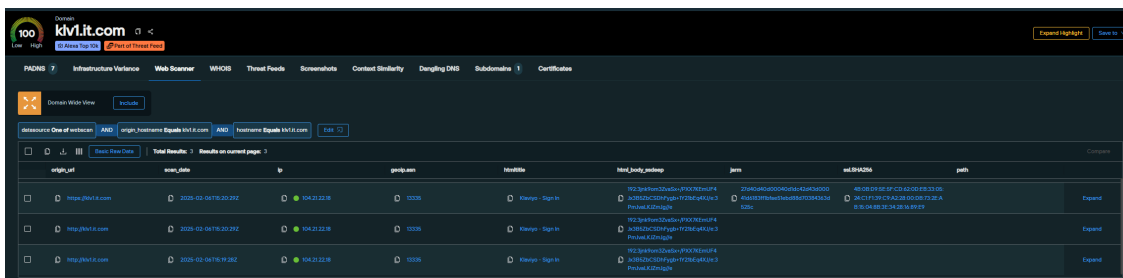 Domain
100
klv1.it.com
Low High
Alexa Top 10k Part of Threat Feed
Expand Highlight Save to
PADNS 7 Infrastructure Variance Web Scanner WHOIS Threat Feeds Screenshots Context Similarity Dangling DNS Subdomains 1 Certificates
Domain Wide View Include
datasource One of webscan AND origin_hostname Equals klv1.it.com AND hostname Equals klv1.it.com Edit
Basic Raw Data Total Results: 3 Results on current page: 3 Compare
origin_url scan_date ip geoip.asn htmltitle html_body_ssdeep jarm ssl.SHA256 path
https://klv1.it.com 2025-02-06T15:20:39Z 104.21.22.18 13335 Klaviyo - Sign In Expand
http://klv1.it.com 2025-02-06T15:20:29Z 104.21.22.18 13335 Klaviyo - Sign In Expand
http://klv1.it.com 2025-02-06T15:19:28Z 104.21.22.18 13335 Klaviyo - Sign In Expand